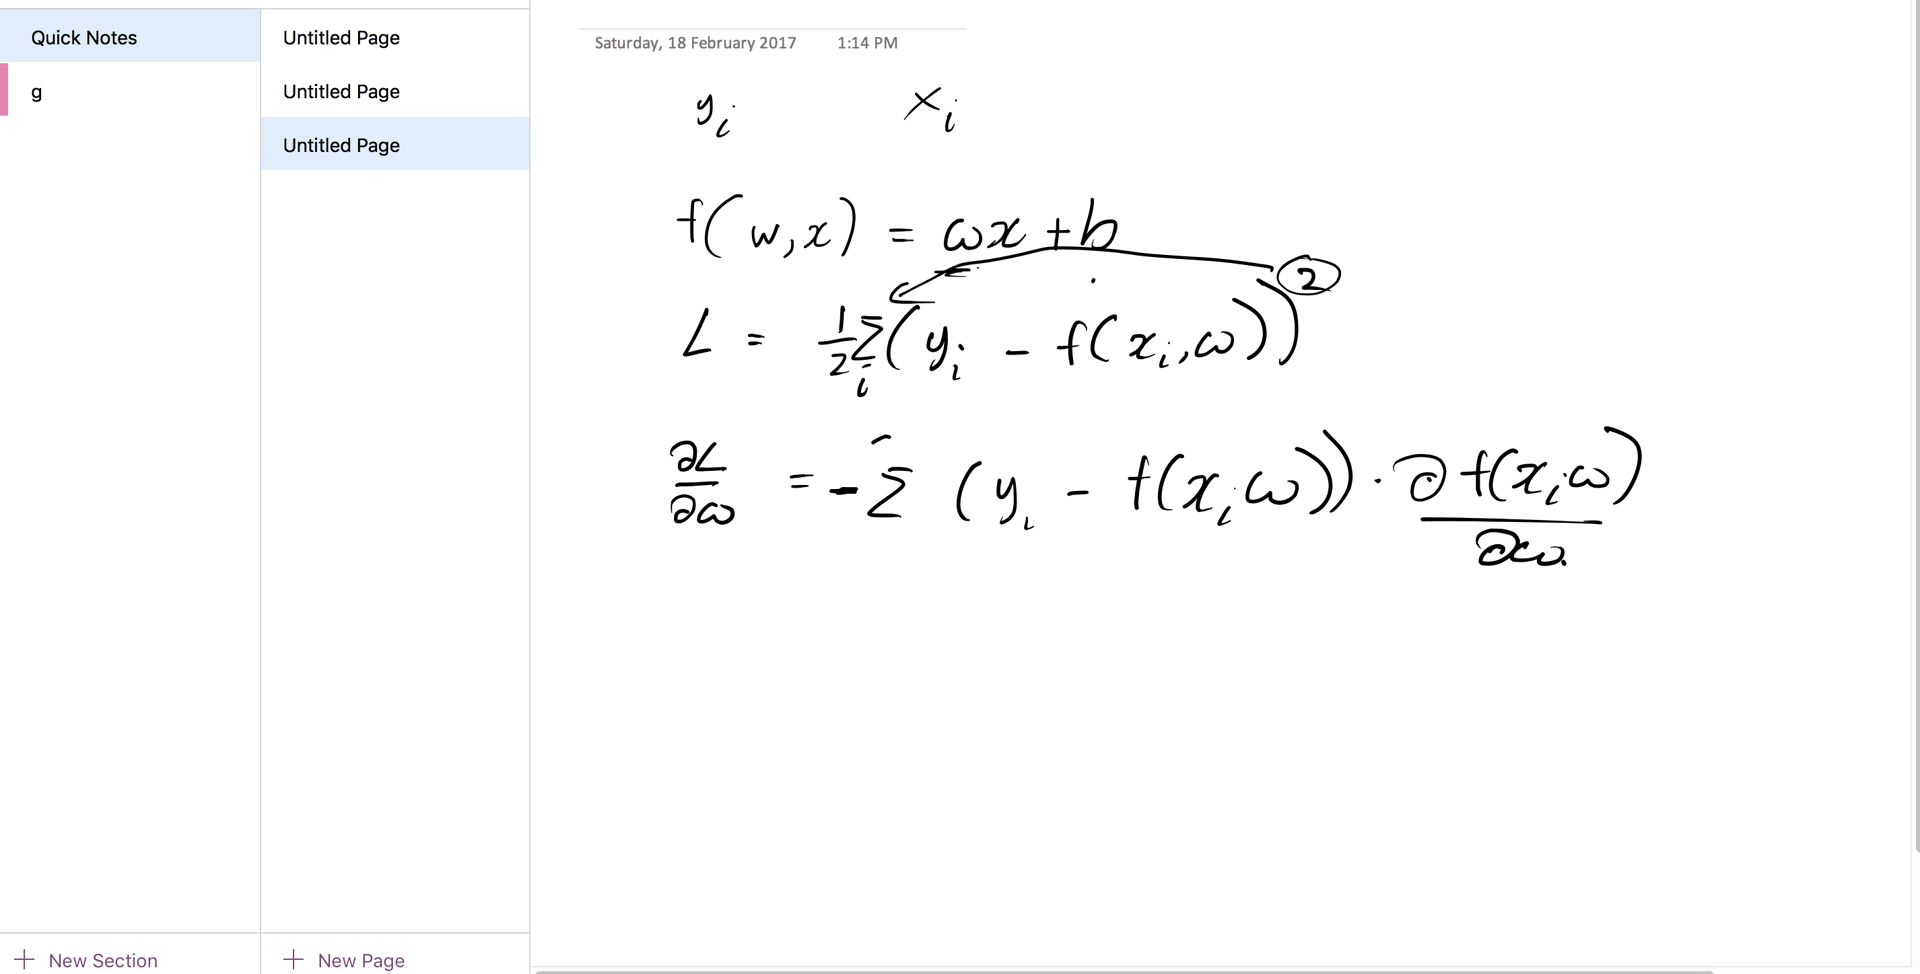 Quick Notes
g
New Section
Untitled Page
Untitled Page
Untitled Page
New Page
Saturday, 18 February 2017 1:14 PM
yᵢ xᵢ
f(w,x) = ωx + b
L = 1/2 Σᵢ (yᵢ - f(xᵢ,ω))²
∂L/∂ω = - Σ (yᵢ - f(xᵢ ω)) · ∂f(xᵢ ω)/∂ω.